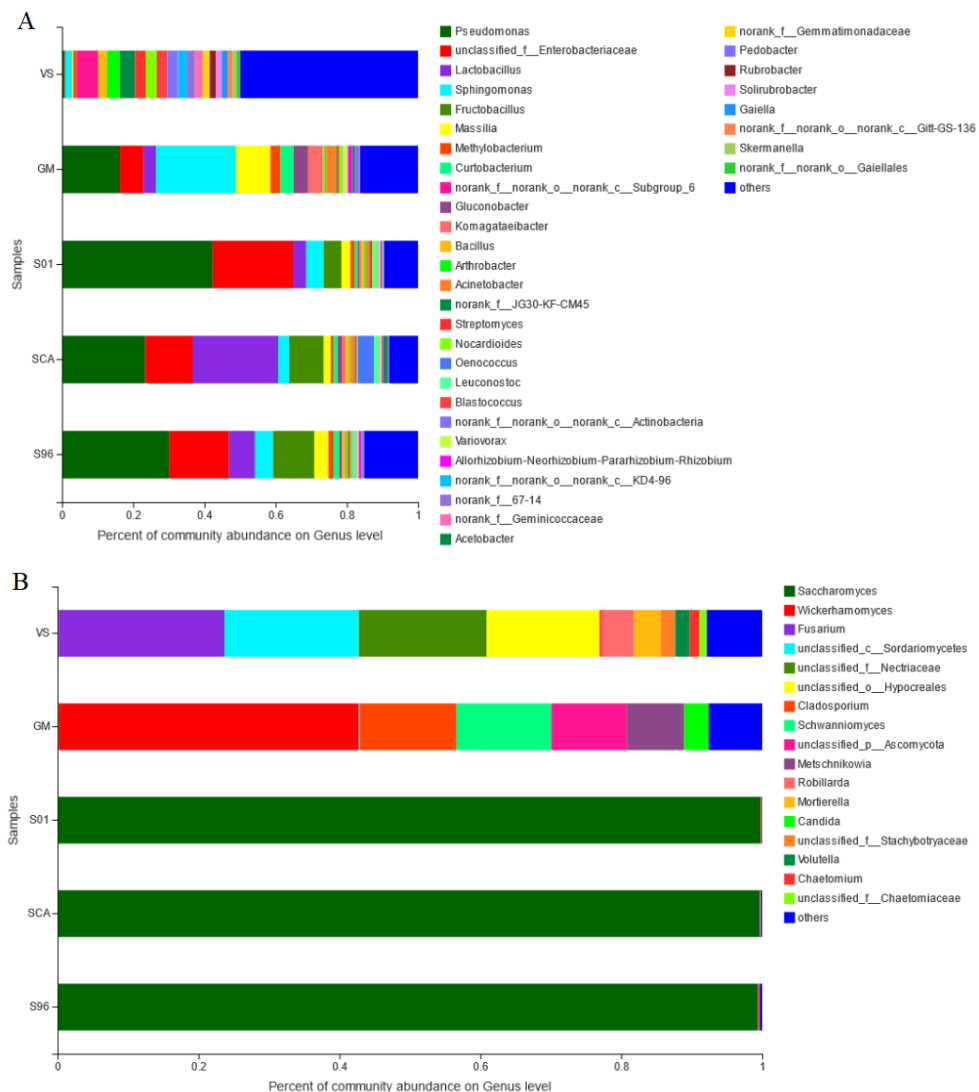 A
VS
GM
S01
SCA
S96
Samples
0 0.2 0.4 0.6 0.8 1
Percent of community abundance on Genus level
Pseudomonas
unclassified_f__Enterobacteriaceae
Lactobacillus
Sphingomonas
Fructobacillus
Massilia
Methylobacterium
Curtobacterium
norank_f__norank_o__norank_c__Subgroup_6
Gluconobacter
Komagataeibacter
Bacillus
Arthrobacter
Acinetobacter
norank_f__JG30-KF-CM45
Streptomyces
Nocardioides
Oenococcus
Leuconostoc
Blastococcus
norank_f__norank_o__norank_c__Actinobacteria
Variovorax
Allorhizobium-Neorhizobium-Pararhizobium-Rhizobium
norank_f__norank_o__norank_c__KD4-96
norank_f__67-14
norank_f__Geminicoccaceae
Acetobacter
norank_f__Gemmatimonadaceae
Pedobacter
Rubrobacter
Solirubrobacter
Gaiella
norank_f__norank_o__norank_c__Gitt-GS-136
Skermanella
norank_f__norank_o__Gaiellales
others
B
VS
GM
S01
SCA
S96
Samples
0 0.2 0.4 0.6 0.8 1
Percent of community abundance on Genus level
Saccharomyces
Wickerhamomyces
Fusarium
unclassified_c__Sordariomycetes
unclassified_f__Nectriaceae
unclassified_o__Hypocreales
Cladosporium
Schwanniomyces
unclassified_p__Ascomycota
Metschnikowia
Robillarda
Mortierella
Candida
unclassified_f__Stachybotryaceae
Volutella
Chaetomium
unclassified_f__Chaetomiaceae
others